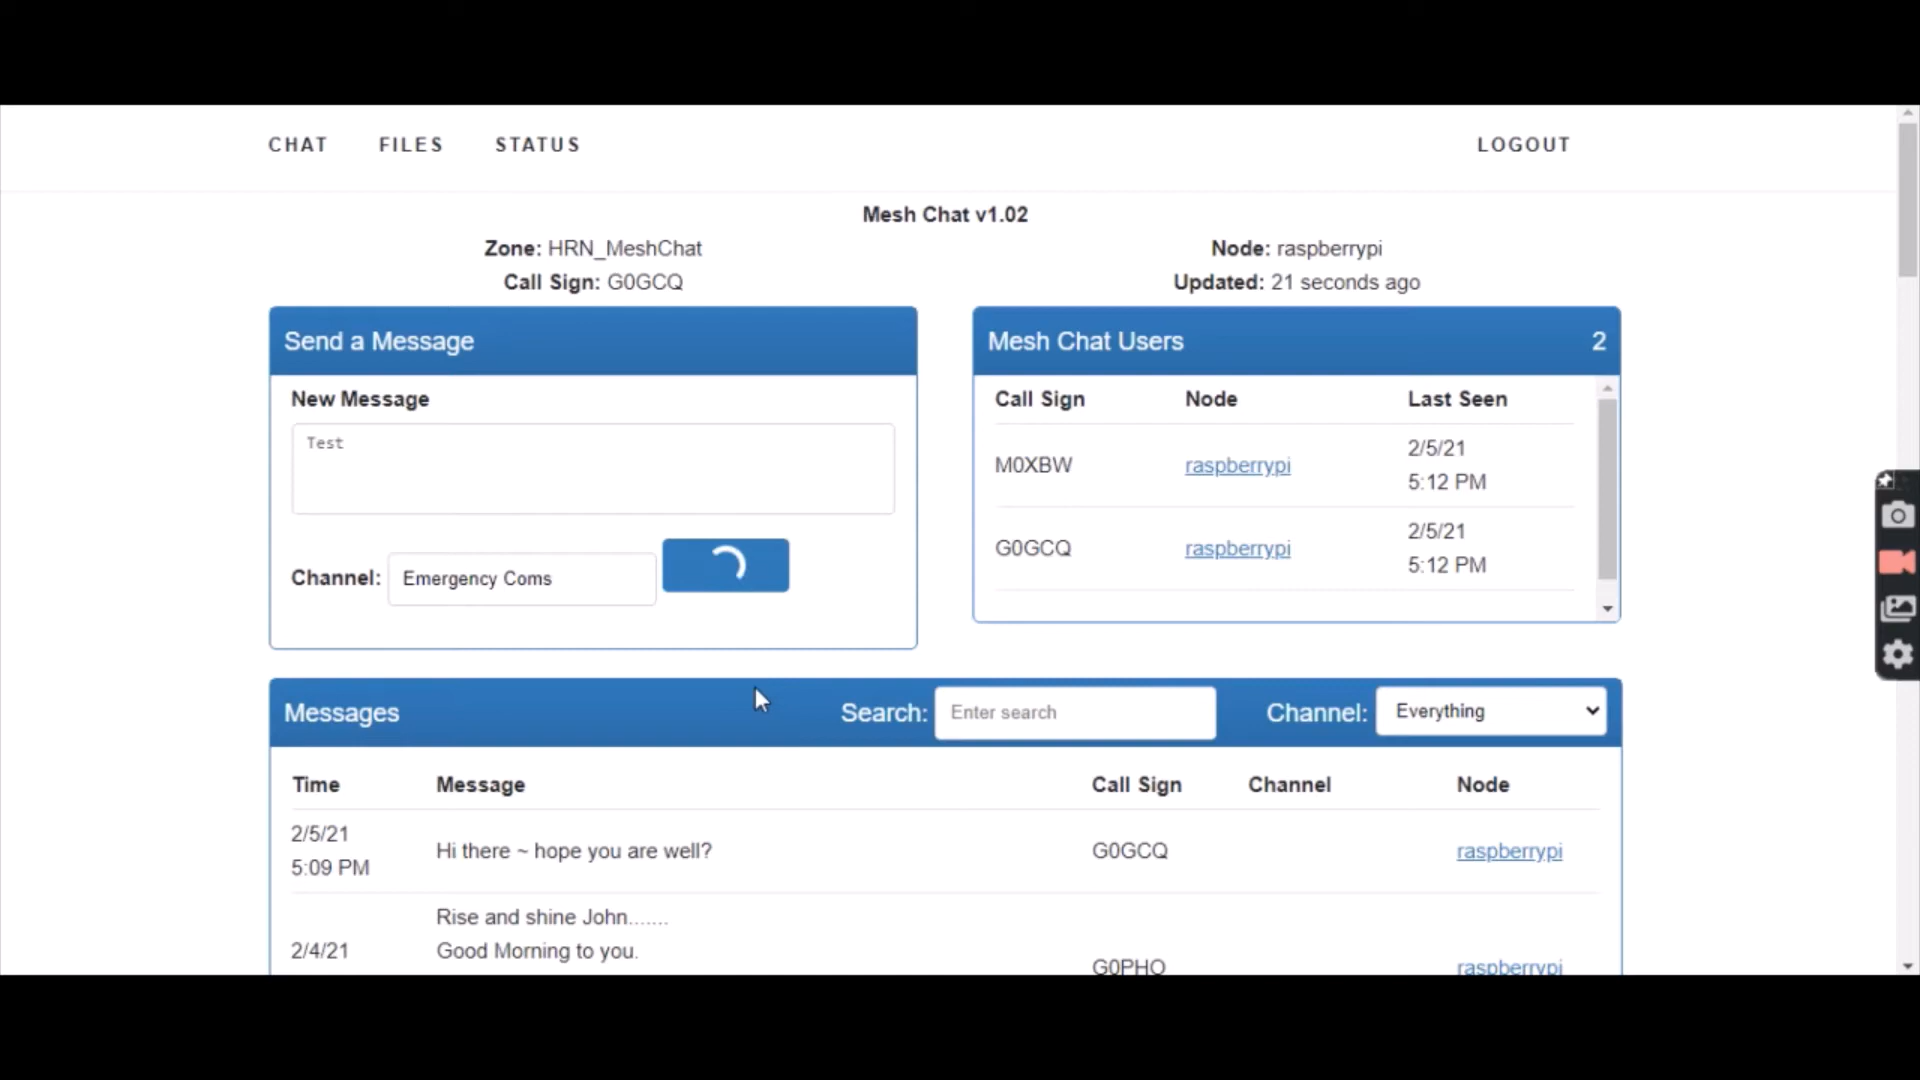 CHAT FILES STATUS LOGOUT
Mesh Chat v1.02
Zone: HRN_MeshChat
Node: raspberrypi
Call Sign: G0GCQ
Updated: 21 seconds ago
Send a Message
New Message
Test
Channel: Emergency Coms
Mesh Chat Users 2
Call Sign Node Last Seen
M0XBW raspberrypi 2/5/21
5:12 PM
G0GCQ raspberrypi 2/5/21
5:12 PM
Messages Search: Enter search Channel: Everything
Time Message Call Sign Channel Node
2/5/21
5:09 PM Hi there ~ hope you are well? G0GCQ raspberrypi
Rise and shine John.......
2/4/21 Good Morning to you.
G0PHO raspberrypi